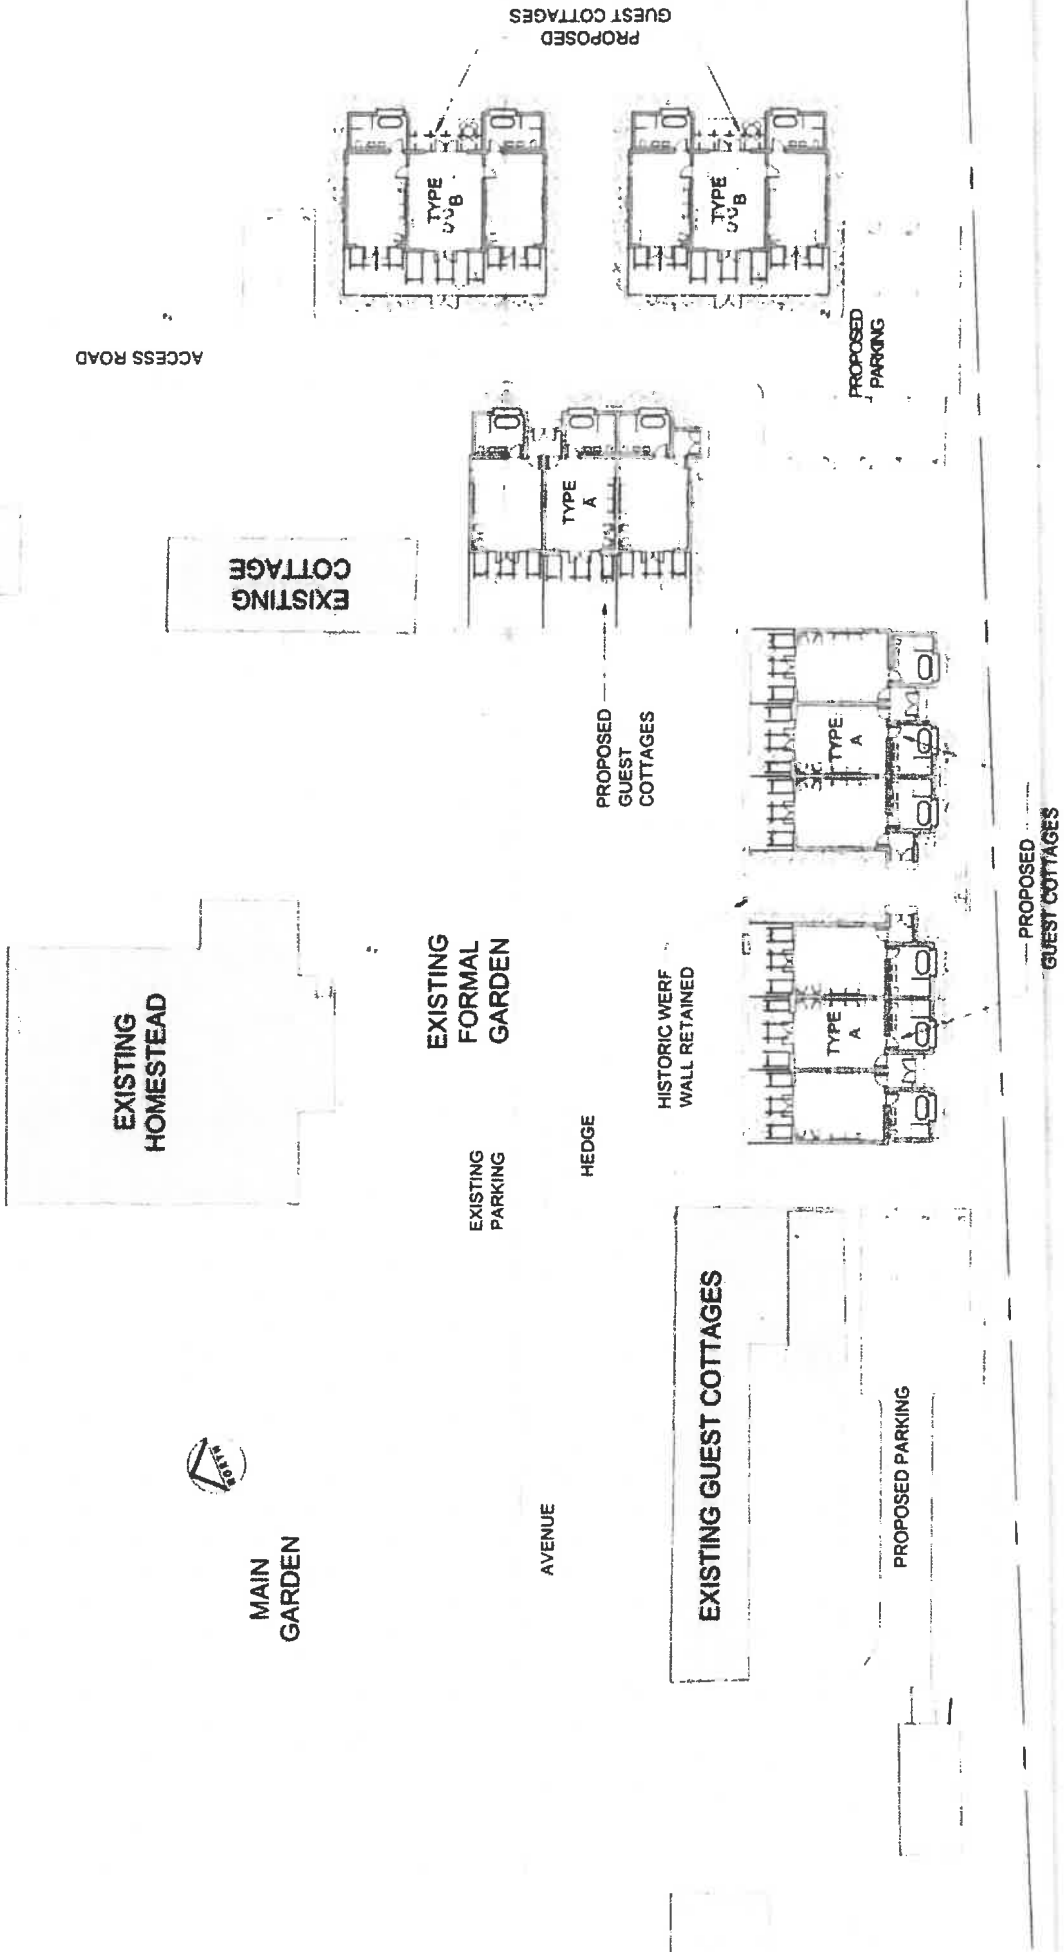 PROPOSED
GUEST COTTAGES
TYPE
B
TYPE
B
ACCESS ROAD
2
PROPOSED
PARKING
EXISTING
COTTAGE
TYPE
A
PROPOSED
GUEST
COTTAGES
TYPE
A
PROPOSED
GUEST COTTAGES
TYPE
A
EXISTING
HOMESTEAD
EXISTING
FORMAL
GARDEN
HISTORIC WERF
WALL RETAINED
EXISTING
PARKING
HEDGE
NORTH
MAIN
GARDEN
AVENUE
EXISTING GUEST COTTAGES
PROPOSED PARKING